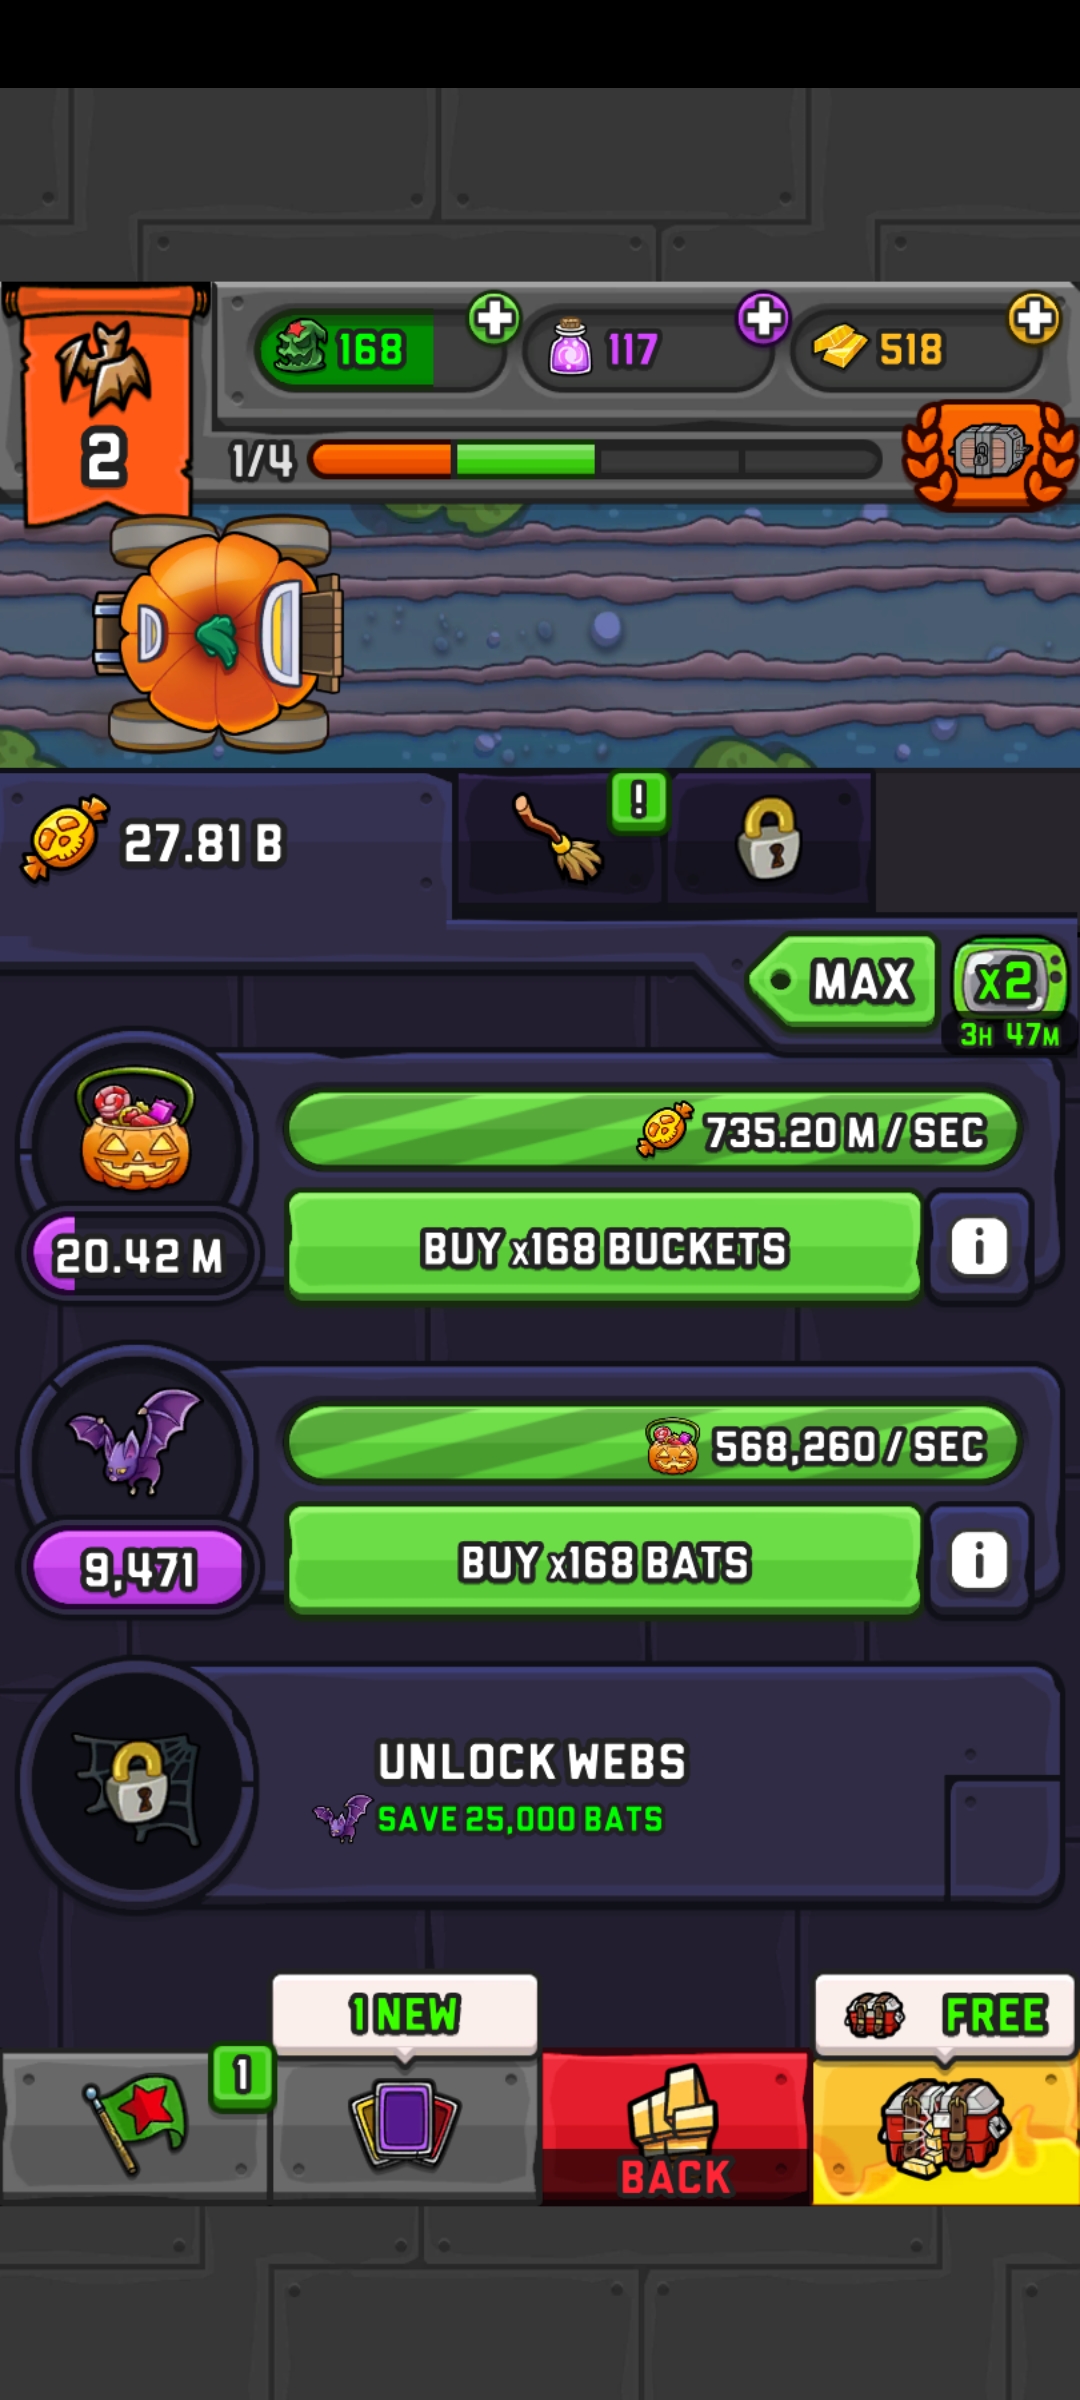 168
117
518
2
1/4
27.81 B
!
MAX
x2
3H 47M
735.20 M / SEC
20.42 M
BUY x168 BUCKETS
i
568,260 / SEC
9,471
BUY x168 BATS
i
UNLOCK WEBS
SAVE 25,000 BATS
1 NEW
FREE
1
BACK